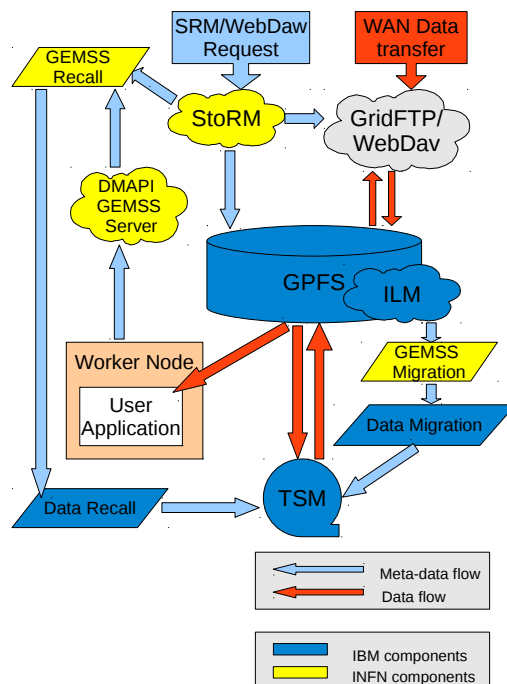 SRM/WebDaw
Request
WAN Data
transfer
GEMSS
Recall
StoRM
GridFTP/
WebDav
DMAPI
GEMSS
Server
GPFS
ILM
Worker Node
User
Application
GEMSS
Migration
Data Migration
TSM
Data Recall
Meta-data flow
Data flow
IBM components
INFN components